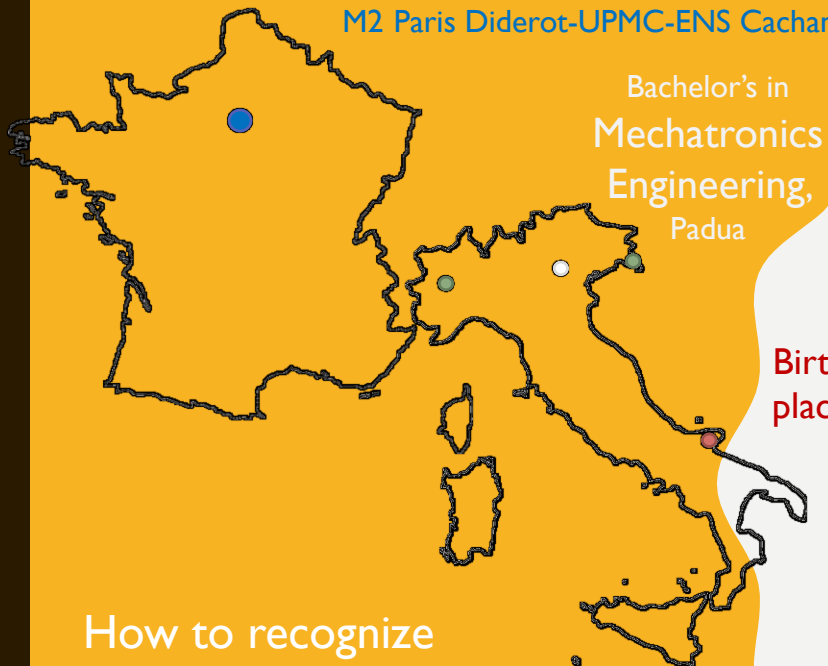 M2 Paris Diderot-UPMC-ENS Cachan
Bachelor's in
Mechatronics
Engineering,
Padua
How to recognize